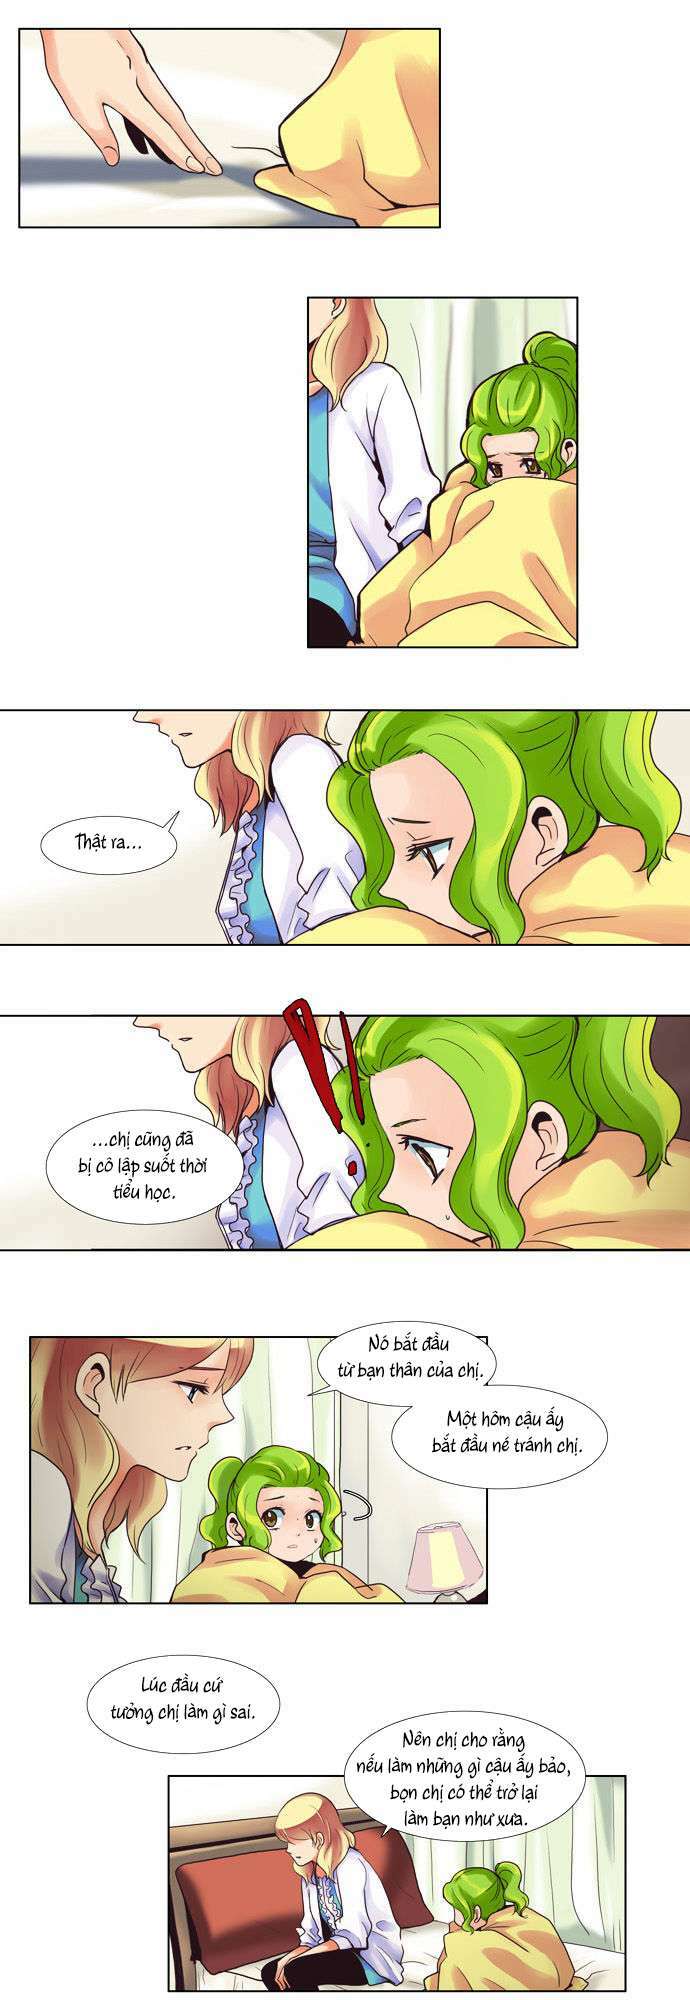 Thật ra...
...chị cũng đã
bị cô lập suốt thời
tiểu học.
Nó bắt đầu
từ bạn thân của chị.
Một hôm cậu ấy
bắt đầu né tránh chị.
Lúc đầu cứ
tưởng chị làm gì sai.
Nên chị cho rằng
nếu làm những gì cậu ấy bảo,
bọn chị có thể trở lại
làm bạn như xưa.